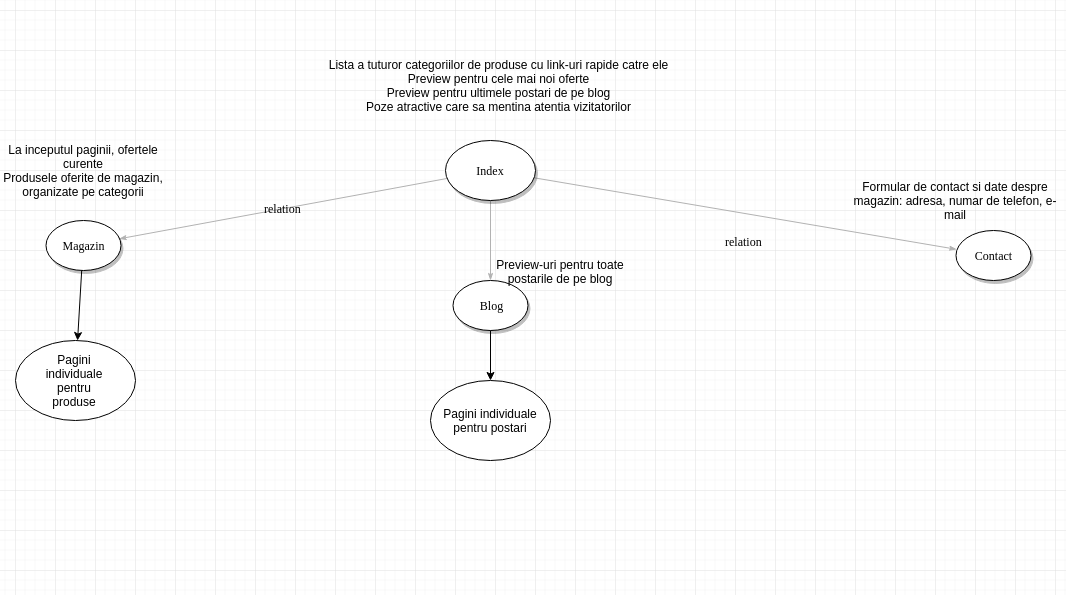 Lista a tuturor categoriilor de produse cu link-uri rapide catre ele
Preview pentru cele mai noi oferte
Preview pentru ultimele postari de pe blog
Poze atractive care sa mentina atentia vizitatorilor
La inceputul paginii, ofertele
curente
Produsele oferite de magazin,
organizate pe categorii
Index
Formular de contact si date despre
magazin: adresa, numar de telefon, e-
mail
relation
relation
Magazin
Contact
Preview-uri pentru toate
postarile de pe blog
Blog
Pagini
individuale
pentru
produse
Pagini individuale
pentru postari